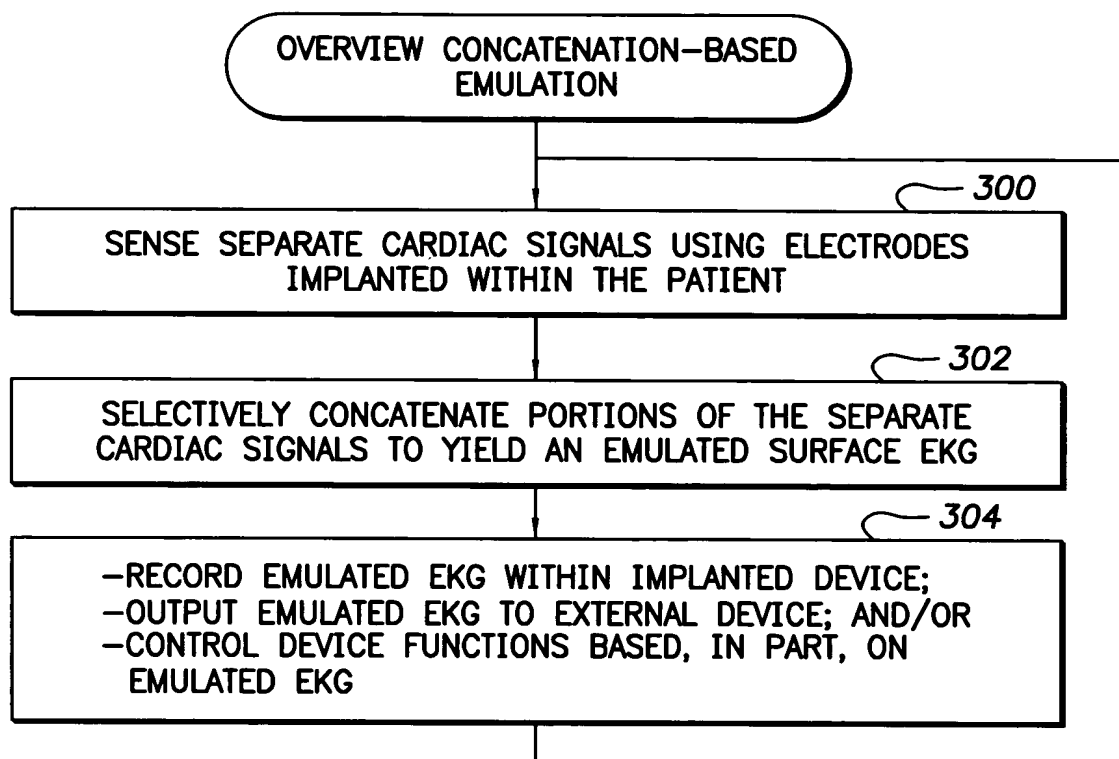 OVERVIEW CONCATENATION-BASED
EMULATION
300
SENSE SEPARATE CARDIAC SIGNALS USING ELECTRODES
IMPLANTED WITHIN THE PATIENT
302
SELECTIVELY CONCATENATE PORTIONS OF THE SEPARATE
CARDIAC SIGNALS TO YIELD AN EMULATED SURFACE EKG
304
-RECORD EMULATED EKG WITHIN IMPLANTED DEVICE;
-OUTPUT EMULATED EKG TO EXTERNAL DEVICE; AND/OR
-CONTROL DEVICE FUNCTIONS BASED, IN PART, ON
EMULATED EKG